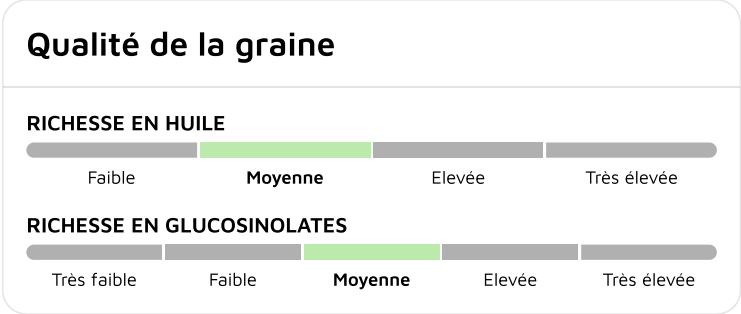 Qualité de la graine
RICHESSE EN HUILE
Faible Moyenne Elevée Très élevée
RICHESSE EN GLUCOSINOLATES
Très faible Faible Moyenne Elevée Très élevée